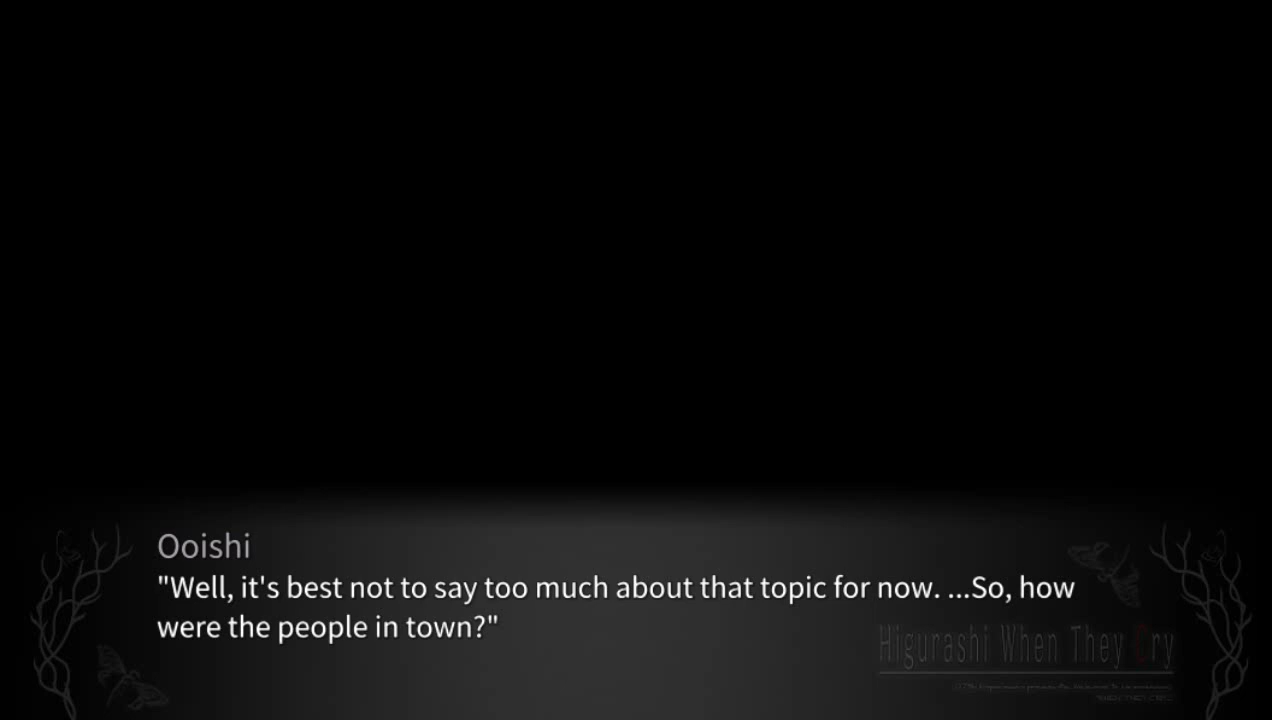 Ooishi
"Well, it's best not to say too much about that topic for now. ...So, how
were the people in town?"
Higurashi When They Cry